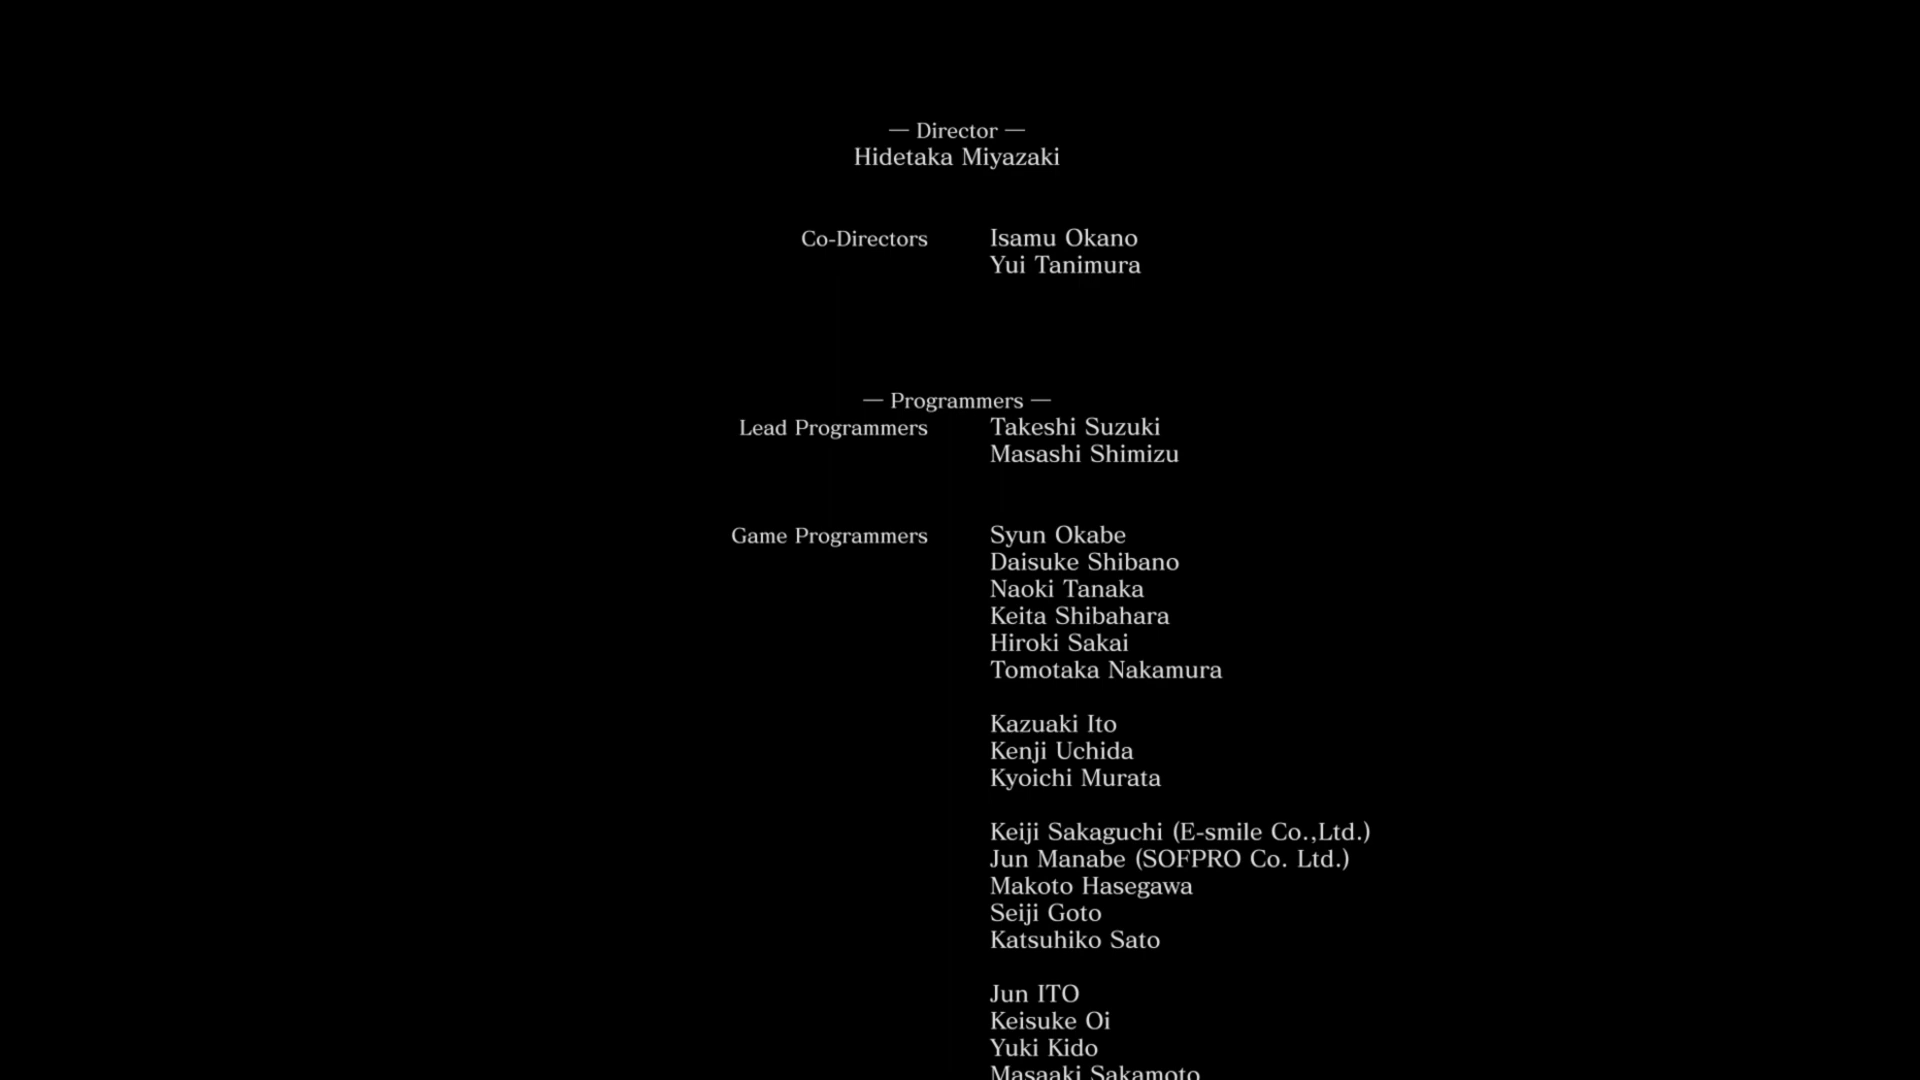 — Director —
Hidetaka Miyazaki
Co-Directors Isamu Okano
Yui Tanimura
— Programmers —
Lead Programmers Takeshi Suzuki
Masashi Shimizu
Game Programmers Syun Okabe
Daisuke Shibano
Naoki Tanaka
Keita Shibahara
Hiroki Sakai
Tomotaka Nakamura
Kazuaki Ito
Kenji Uchida
Kyoichi Murata
Keiji Sakaguchi (E-smile Co.,Ltd.)
Jun Manabe (SOFPRO Co. Ltd.)
Makoto Hasegawa
Seiji Goto
Katsuhiko Sato
Jun ITO
Keisuke Oi
Yuki Kido
Masaaki Sakamoto